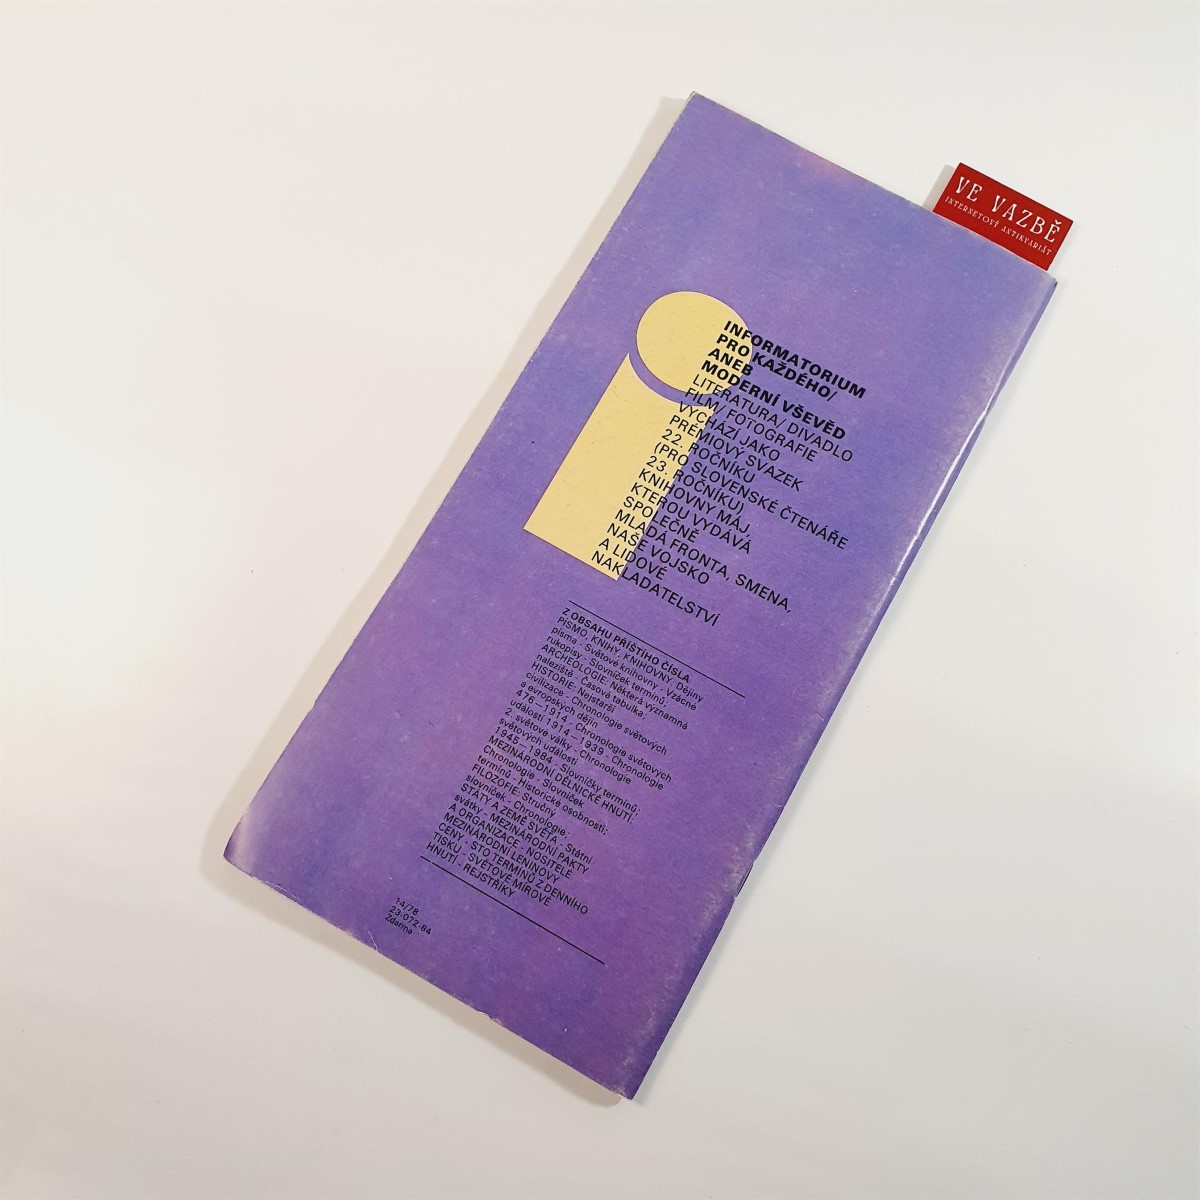 VE VAZBĚ
INTERNETOVÝ ANTIKVARIÁT
INFORMATORIUM
PRO KAŽDÉHO/
ANEB
MODERNÍ VŠEVĚD
LITERATURA/ DIVADLO
FILM/ FOTOGRAFIE
VYCHÁZÍ JAKO
PRÉMIOVÝ SVAZEK
22. ROČNÍKU
(PRO SLOVENSKÉ ČTENÁŘE
23. ROČNÍKU)
KNIHOVNY MÁJ,
KTEROU VYDÁVÁ
SPOLEČNĚ
MLADÁ FRONTA, SMENA,
NAŠE VOJSKO
A LIDOVÉ
NAKLADATELSTVÍ
Z OBSAHU PŘÍŠTÍHO ČÍSLA
PÍSMO, KNIHY, KNIHOVNY. Dějiny
písma - Světové knihovny - Vzácné
rukopisy - Slovníček termínů;
ARCHEOLOGIE: Některá významná
naleziště - Časová tabulka;
HISTORIE: Nejstarší
civilizace - Chronologie světových
a evropských dějin
476—1914 - Chronologie světových
událostí 1914—1939 - Chronologie
2. světové války - Chronologie
světových událostí
1945—1984 - Slovníčky termínů;
MEZINÁRODNÍ DĚLNICKÉ HNUTÍ:
Chronologie - Slovníček
termínů - Historické osobnosti;
FILOZOFIE: Stručný
slovníček - Chronologie;
STÁTY A ZEMĚ SVĚTA - Státní
svátky - MEZINÁRODNÍ PAKTY
A ORGANIZACE - NOSITELÉ
MEZINÁRODNÍ LENINOVY
CENY - STO TERMÍNŮ Z DENNÍHO
TISKU - SVĚTOVÉ MÍROVÉ
HNUTÍ - REJSTŘÍKY
14/78
23-072-84
Zdarma